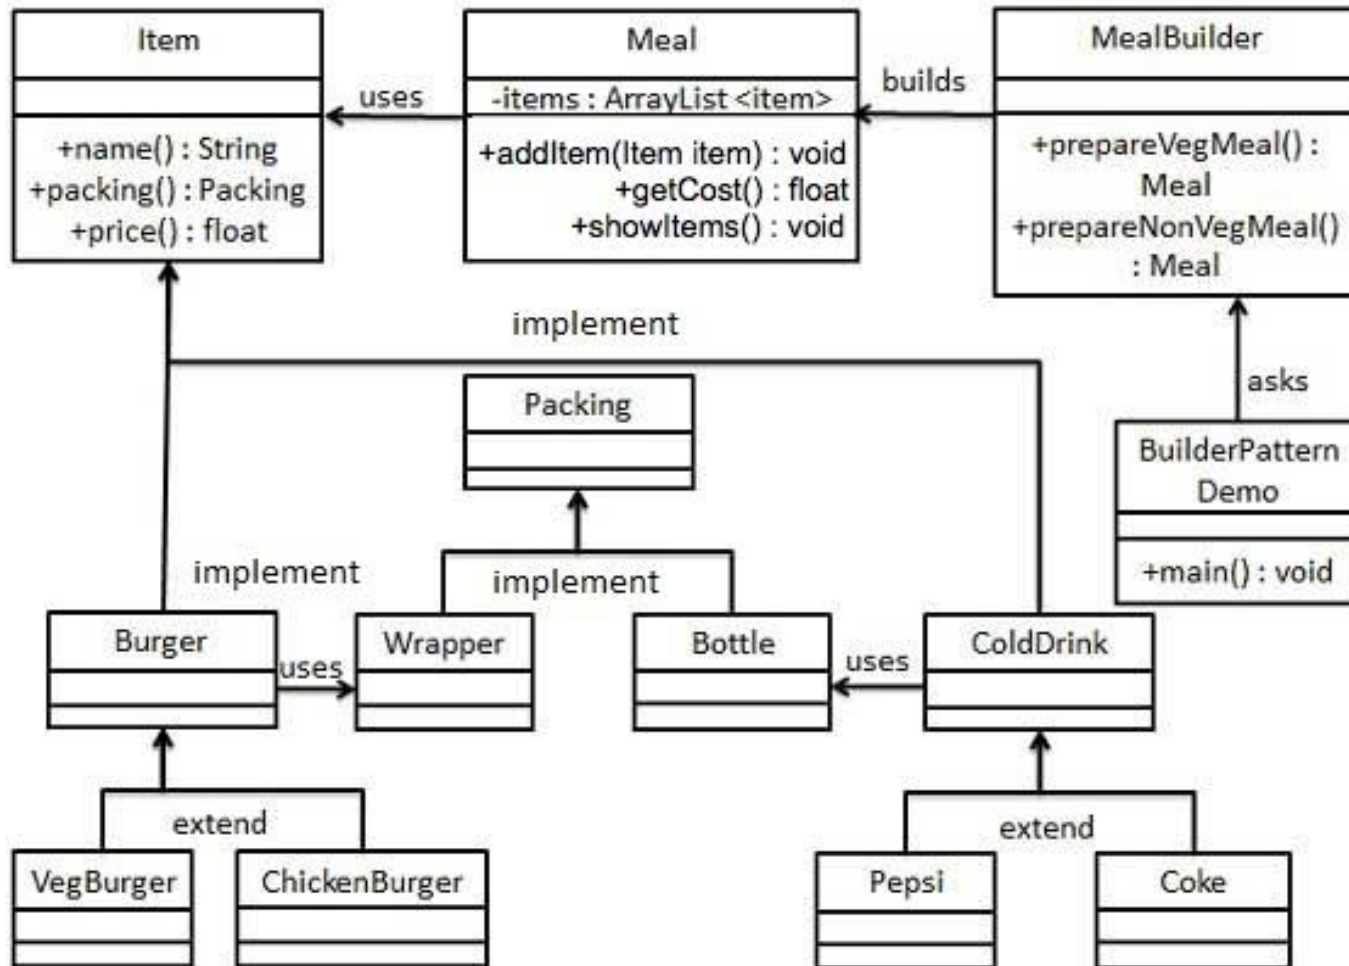 Item
+name() : String
+packing() : Packing
+price() : float
uses
Meal
-items : ArrayList <item>
+addItem(Item item) : void
+getCost() : float
+showItems() : void
builds
MealBuilder
+prepareVegMeal() :
Meal
+prepareNonVegMeal()
: Meal
implement
asks
Packing
BuilderPattern
Demo
+main() : void
implement
implement
Burger
uses
Wrapper
Bottle
uses
ColdDrink
extend
extend
VegBurger
ChickenBurger
Pepsi
Coke